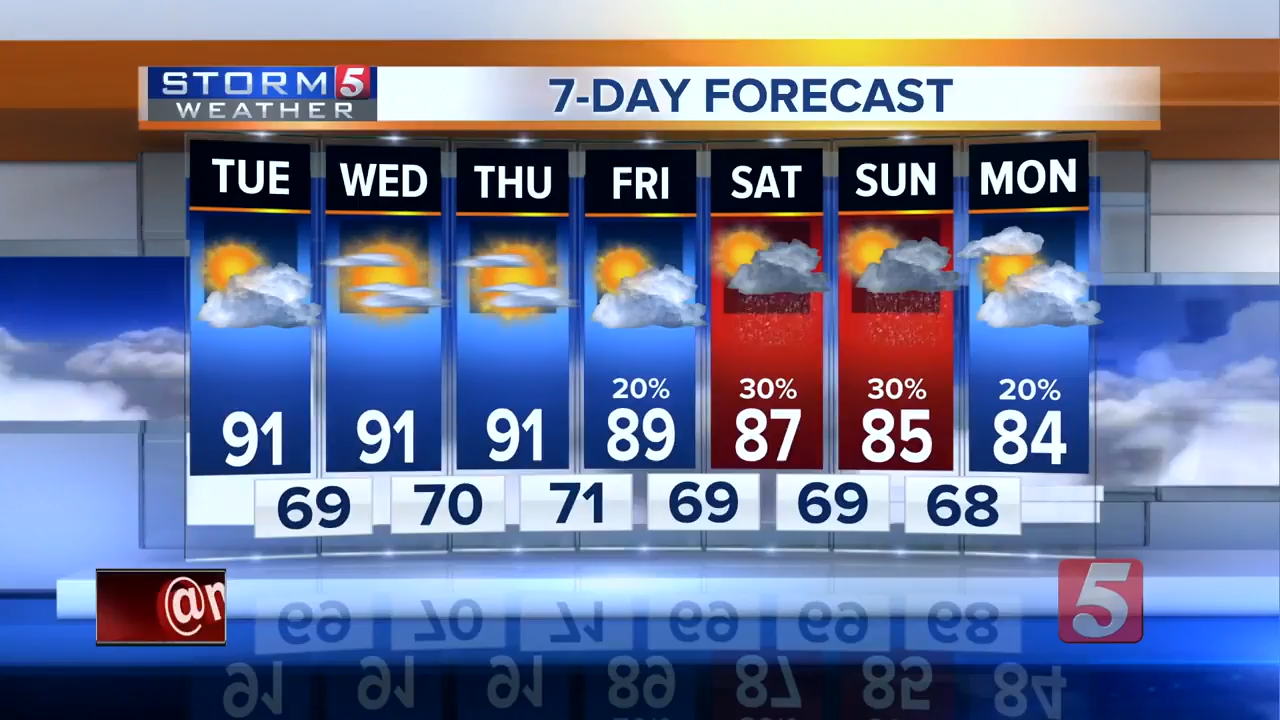 STORM 5
WEATHER
7-DAY FORECAST
TUE WED THU FRI SAT SUN MON
20% 30% 30% 20%
91 91 91 89 87 85 84
69 70 71 69 69 68
@
5